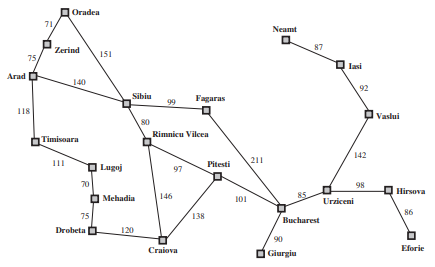 Oradea
71
Neamt
Zerind
87
151
75
Iasi
Arad
140
92
Sibiu
99
Fagaras
118
Vaslui
80
Timisoara
Rimnicu Vilcea
142
111
211
Lugoj
97
Pitesti
70
98
Hirsova
146
85
Mehadia
101
Urziceni
138
86
75
Bucharest
Drobeta
120
90
Craiova
Eforie
Giurgiu